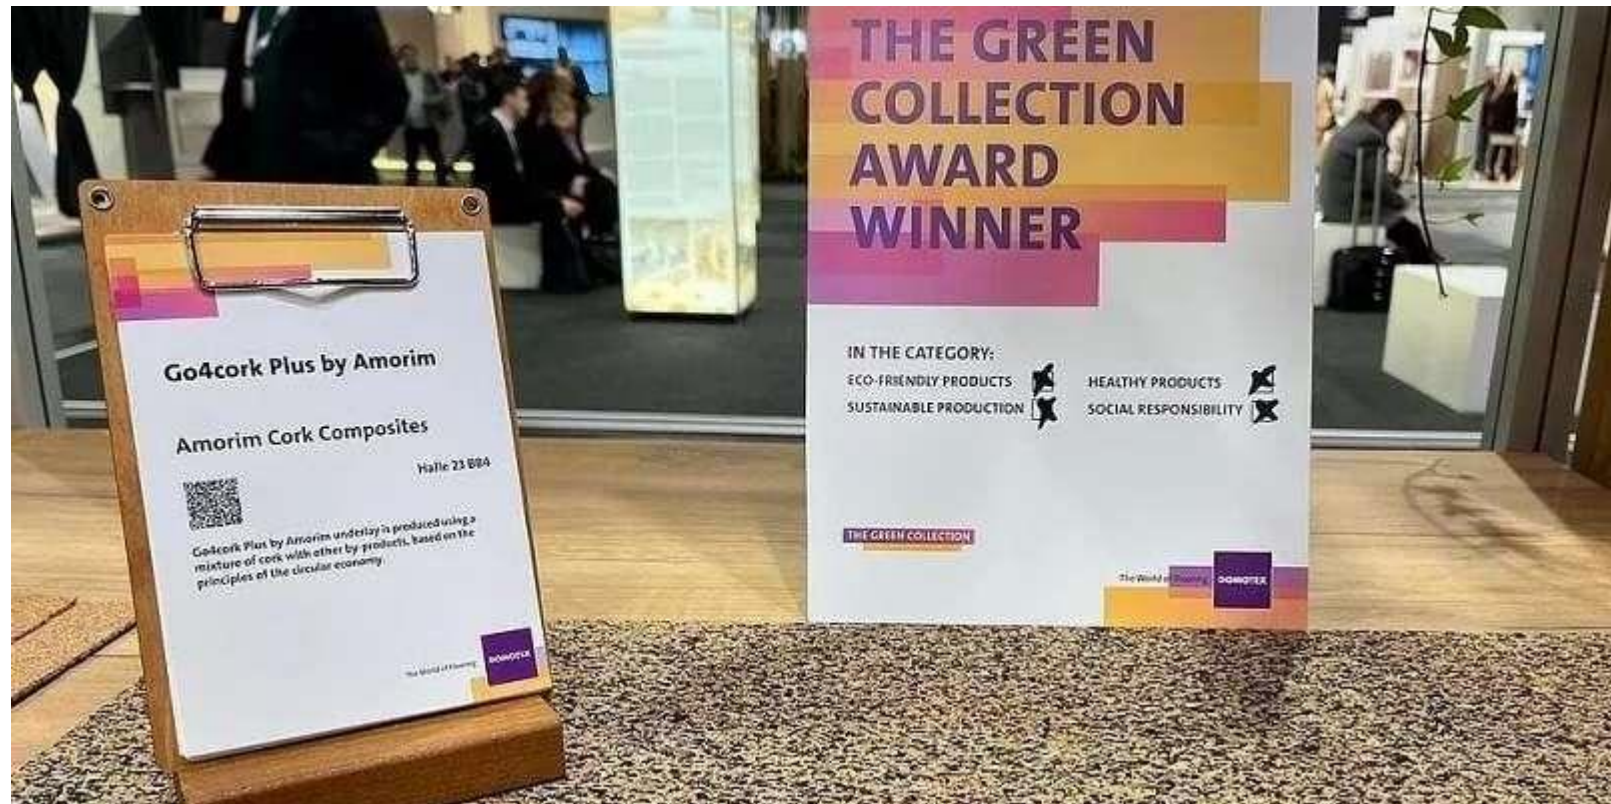 Go4cork Plus by Amorim
Amorim Cork Composites
Halle 23 B84
Go4cork Plus by Amorim underlay is produced using a
mixture of cork with other by-products, based on the
principles of the circular economy.
The World of Flooring
DOMOTEX
THE GREEN
COLLECTION
AWARD
WINNER
IN THE CATEGORY:
ECO-FRIENDLY PRODUCTS
HEALTHY PRODUCTS
SUSTAINABLE PRODUCTION
SOCIAL RESPONSIBILITY
THE GREEN COLLECTION
The World of Flooring
DOMOTEX